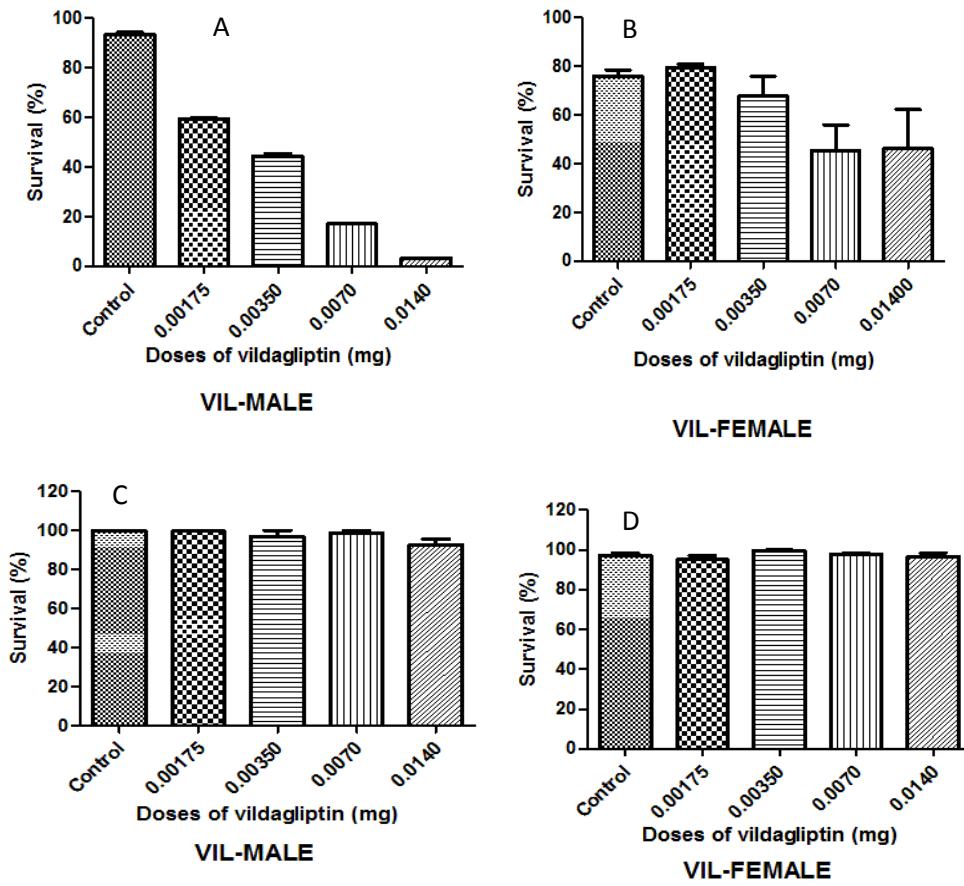 A
Survival (%)
100
80
60
40
20
0
Control
0.00175
0.00350
0.0070
0.0140
Doses of vildagliptin (mg)
VIL-MALE
B
Survival (%)
100
80
60
40
20
0
Control
0.00175
0.00350
0.0070
0.01400
Doses of vildagliptin (mg)
VIL-FEMALE
C
Survival (%)
120
100
80
60
40
20
0
Control
0.00175
0.00350
0.0070
0.0140
Doses of vildagliptin (mg)
VIL-MALE
D
Survival (%)
120
100
80
60
40
20
0
Control
0.00175
0.00350
0.0070
0.0140
Doses of vildagliptin (mg)
VIL-FEMALE